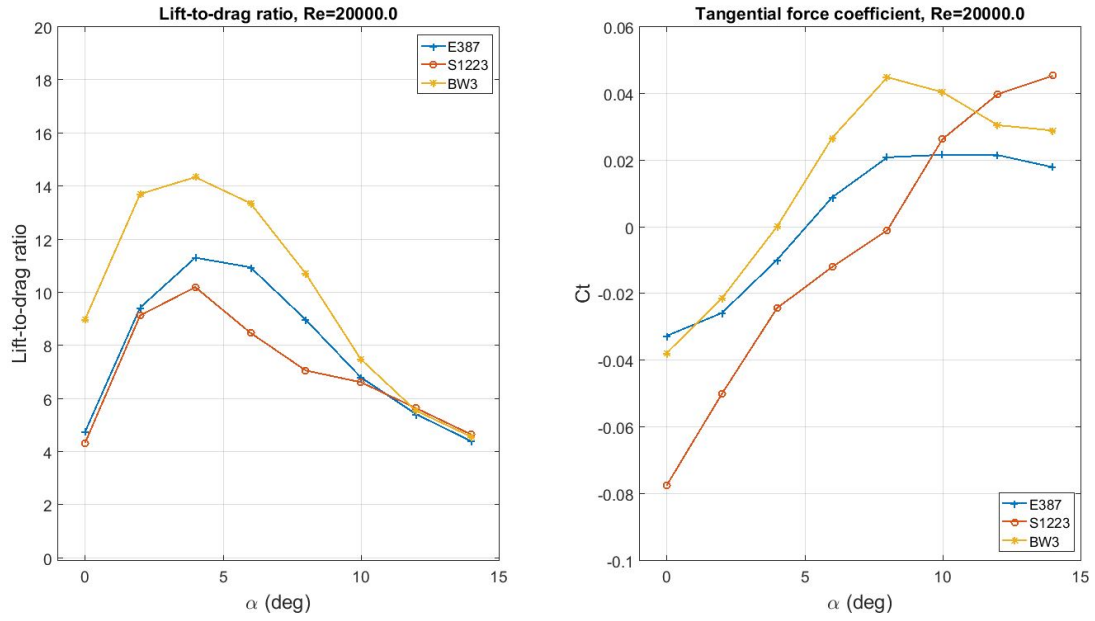 Lift-to-drag ratio, Re=20000.0
20
18
16
14
12
10
8
6
4
2
0
Lift-to-drag ratio
0
5
10
15
α (deg)
E387
S1223
BW3
Tangential force coefficient, Re=20000.0
0.06
0.04
0.02
0
-0.02
-0.04
-0.06
-0.08
-0.1
Ct
0
5
10
15
α (deg)
E387
S1223
BW3